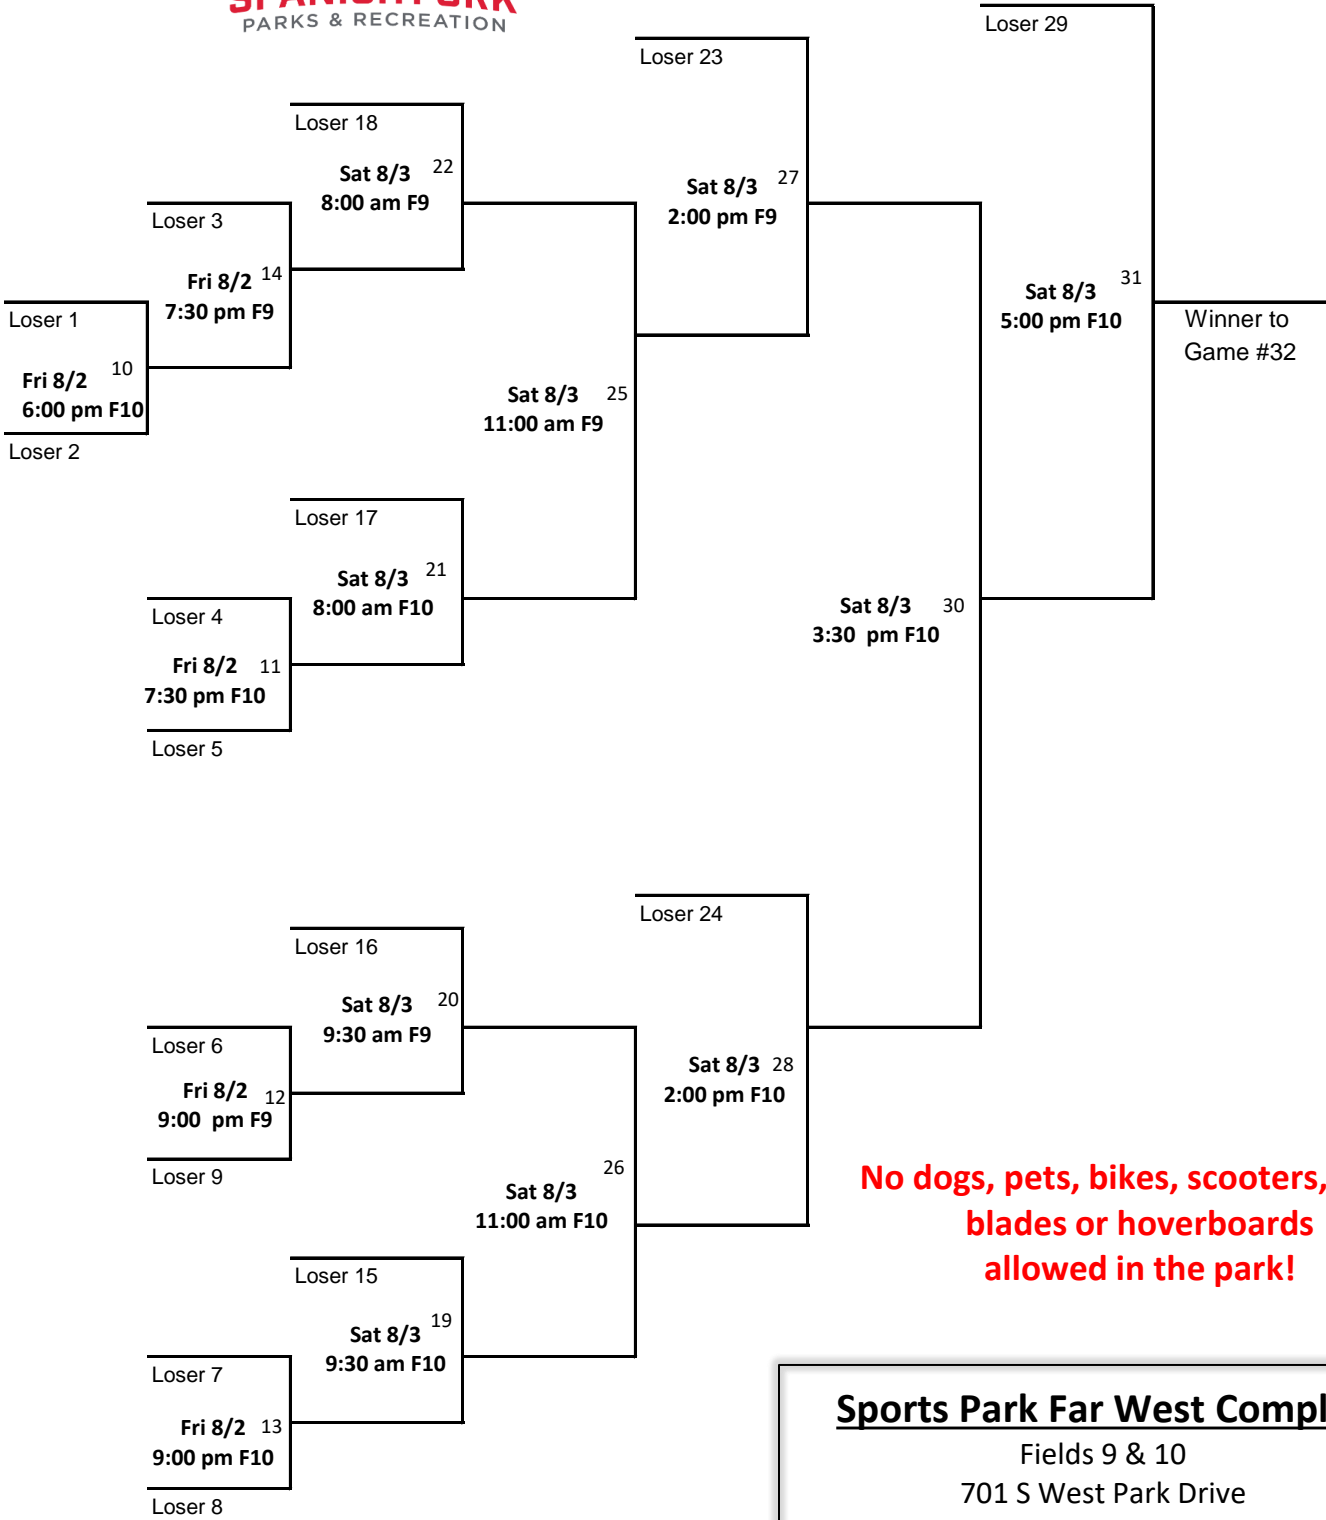 SPANISH FORK
PARKS & RECREATION
Loser 29
Loser 23
Loser 18
Sat 8/3 22
8:00 am F9
Sat 8/3 27
2:00 pm F9
Loser 3
Fri 8/2 14
7:30 pm F9
Sat 8/3 31
5:00 pm F10
Loser 1
Winner to
Game #32
Fri 8/2 10
6:00 pm F10
Sat 8/3 25
11:00 am F9
Loser 2
Loser 17
Sat 8/3 21
8:00 am F10
Loser 4
Sat 8/3 30
3:30 pm F10
Fri 8/2 11
7:30 pm F10
Loser 5
Loser 24
Loser 16
Sat 8/3 20
9:30 am F9
Loser 6
Sat 8/3 28
2:00 pm F10
Fri 8/2 12
9:00 pm F9
Loser 9
26
Sat 8/3
11:00 am F10
No dogs, pets, bikes, scooters,
blades or hoverboards
allowed in the park!
Loser 15
Sat 8/3 19
9:30 am F10
Loser 7
Fri 8/2 13
9:00 pm F10
Loser 8
Sports Park Far West Compl
Fields 9 & 10
701 S West Park Drive